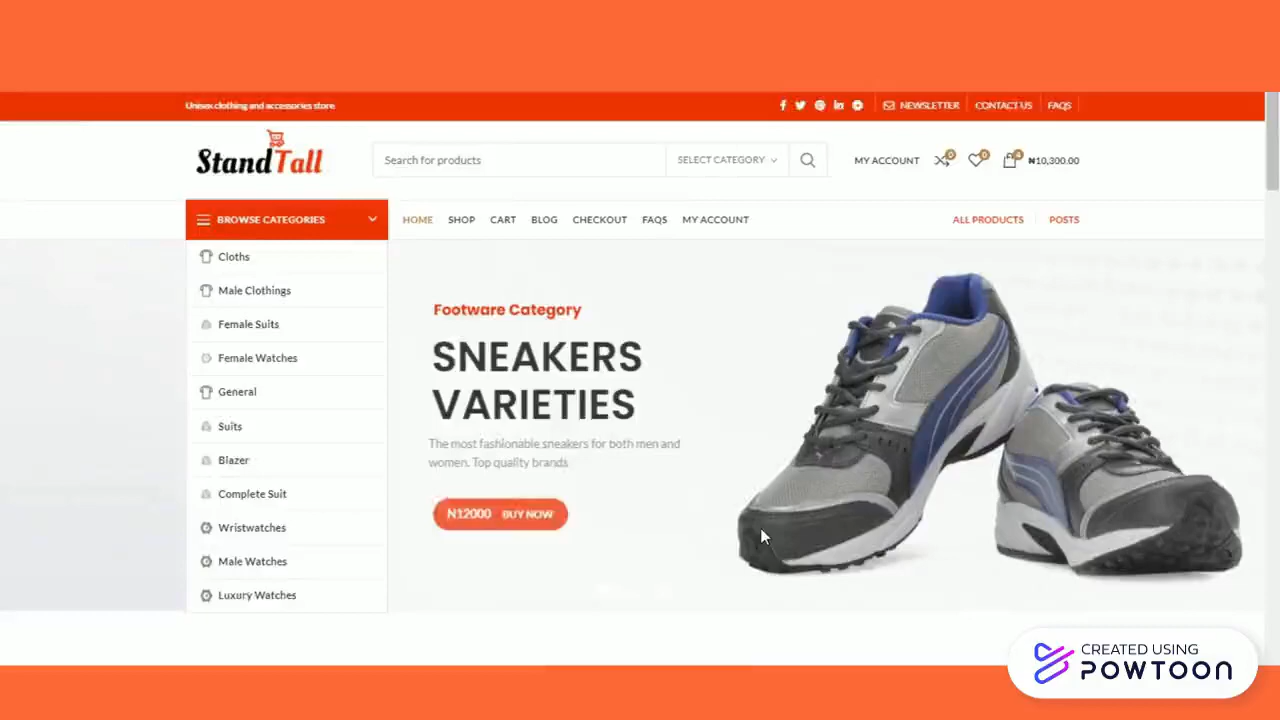 Unisex clothing and accessories store
NEWSLETTER
CONTACT US
FAQS
StandTall
Search for products
SELECT CATEGORY
MY ACCOUNT
0
0
4
₦10,300.00
BROWSE CATEGORIES
HOME
SHOP
CART
BLOG
CHECKOUT
FAQS
MY ACCOUNT
ALL PRODUCTS
POSTS
Cloths
Male Clothings
Female Suits
Female Watches
General
Suits
Blazer
Complete Suit
Wristwatches
Male Watches
Luxury Watches
Footware Category
SNEAKERS
VARIETIES
The most fashionable sneakers for both men and
women. Top quality brands
N12000 BUY NOW
CREATED USING
POWTOON